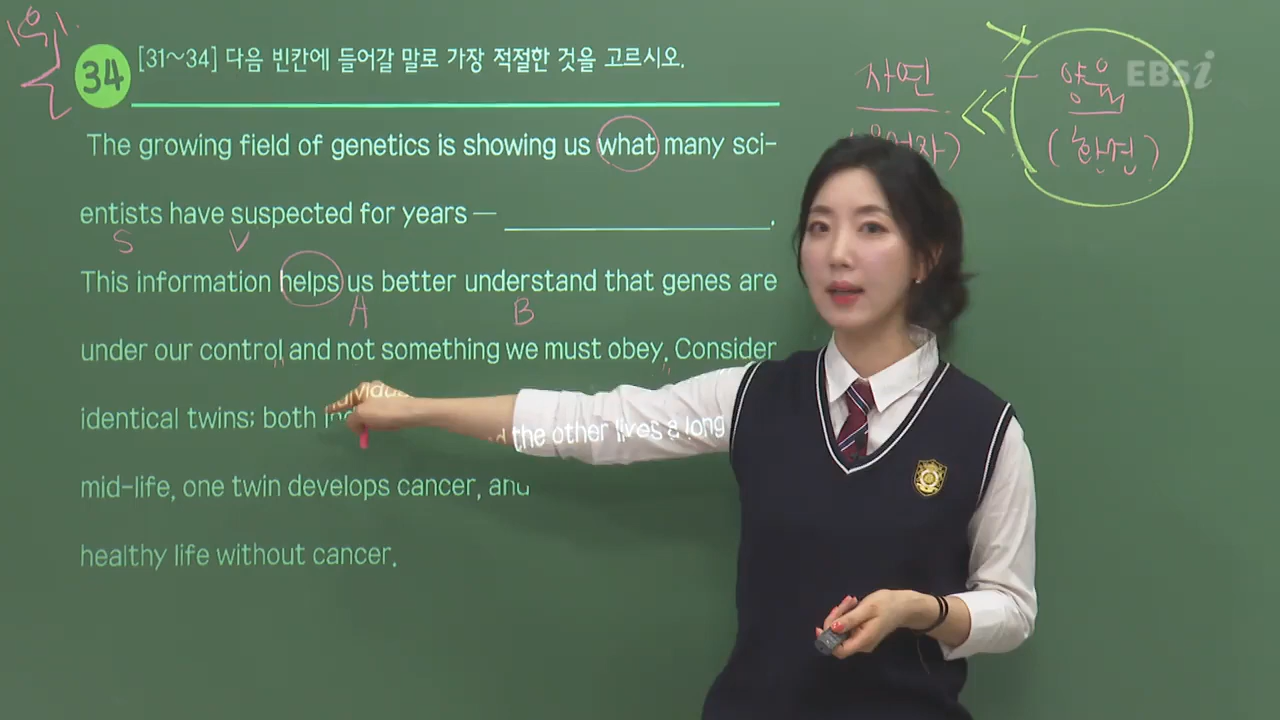 34
[31~34] 다음 빈칸에 들어갈 말로 가장 적절한 것을 고르시오.
The growing field of genetics is showing us what many sci-
entists have suspected for years —
S V
This information helps us better understand that genes are
A B
under our control and not something we must obey. Consider
identical twins; both
the other lives a long
mid-life, one twin develops cancer, and
healthy life without cancer.
자연 — 양육
(환경)
EBSi